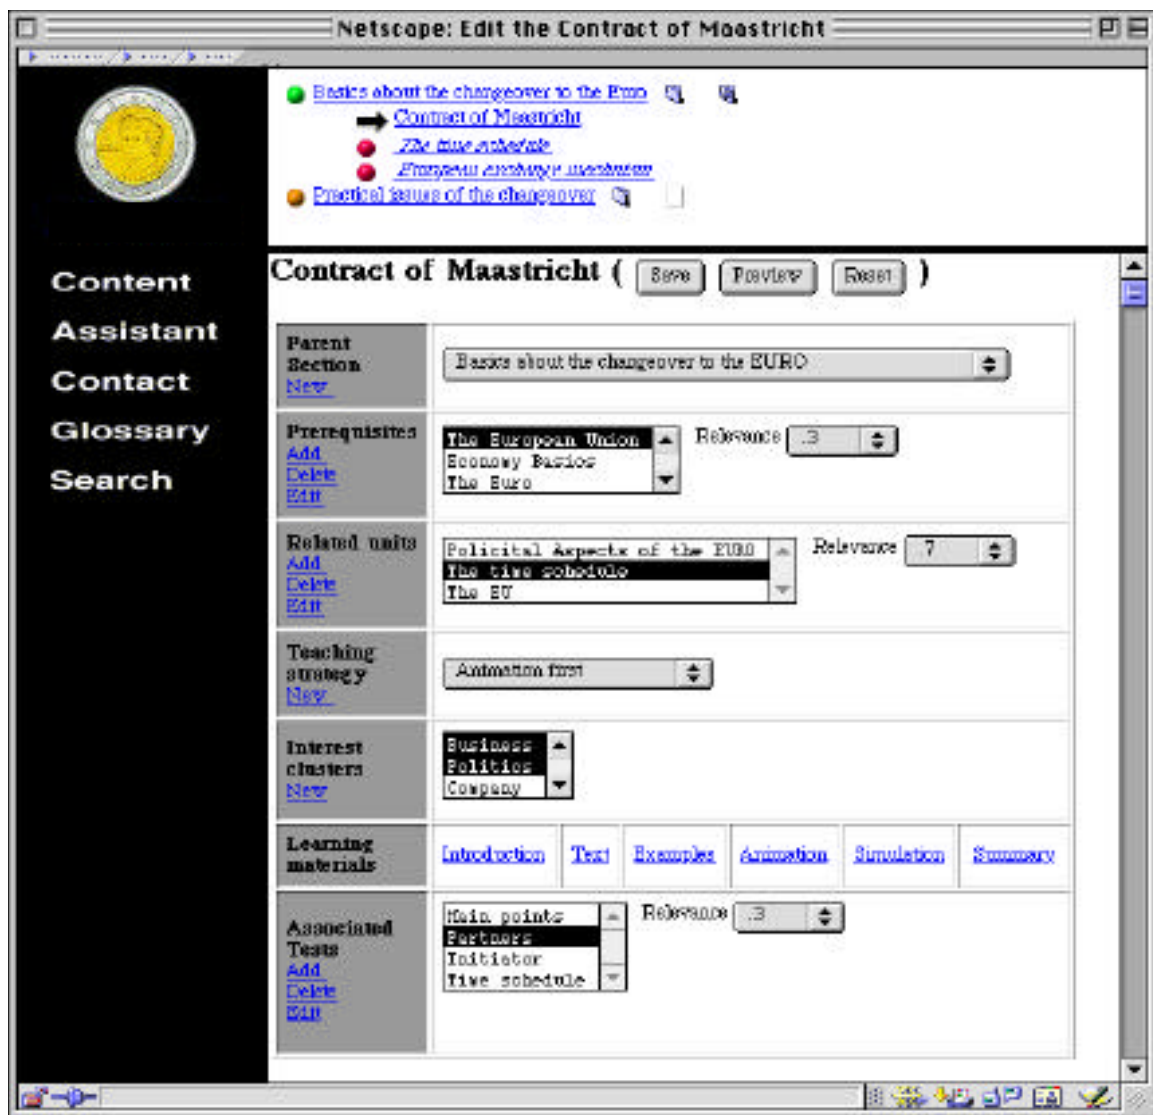 Netscape: Edit the Contract of Maastricht
Basics about the changeover to the Euro
Contract of Maastricht
The time schedule
European exchange mechanism
Practical issues of the changeover
Content
Assistant
Contact
Glossary
Search
Contract of Maastricht ( Save Preview Reset )
Parent
Section
New
Basics about the changeover to the EURO
Prerequisites
Add
Delete
Edit
The European Union
Economy Basics
The Euro
Relevance .3
Related units
Add
Delete
Edit
Policital Aspects of the EURO
The time schedule
The EU
Relevance .7
Teaching
strategy
New
Animation first
Interest
clusters
New
Business
Politics
Company
Learning
materials
Introduction Text Examples Animation Simulation Summary
Associated
Tests
Add
Delete
Edit
Main points
Partners
Initiator
Time schedule
Relevance .3